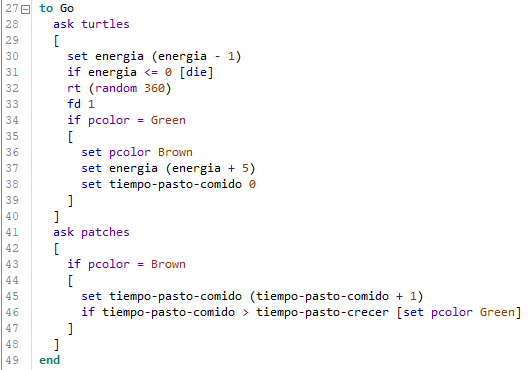 27 to Go
28 ask turtles
29 [
30 set energia (energia - 1)
31 if energia <= 0 [die]
32 rt (random 360)
33 fd 1
34 if pcolor = Green
35 [
36 set pcolor Brown
37 set energia (energia + 5)
38 set tiempo-pasto-comido 0
39 ]
40 ]
41 ask patches
42 [
43 if pcolor = Brown
44 [
45 set tiempo-pasto-comido (tiempo-pasto-comido + 1)
46 if tiempo-pasto-comido > tiempo-pasto-crecer [set pcolor Green]
47 ]
48 ]
49 end